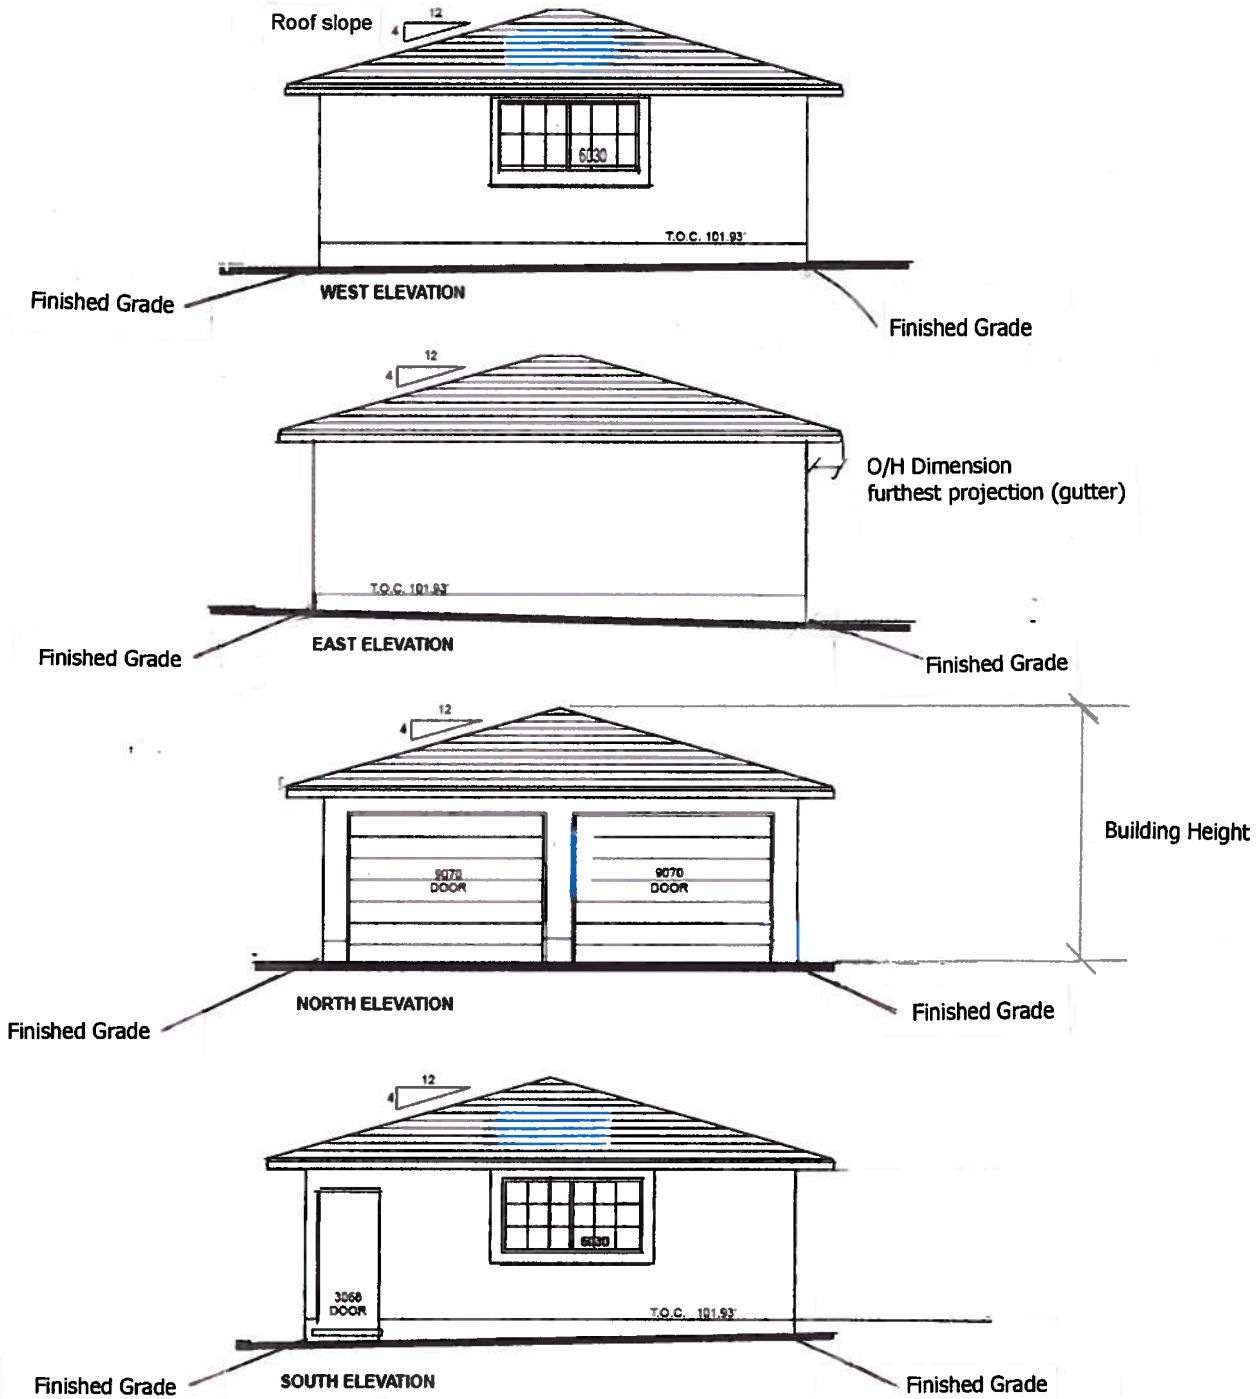 Roof slope
12
4
6030
T.O.C. 101.93'
WEST ELEVATION
Finished Grade
Finished Grade
12
4
O/H Dimension
furthest projection (gutter)
T.O.C. 101.93'
EAST ELEVATION
Finished Grade
Finished Grade
12
4
Building Height
9070
DOOR
9070
DOOR
NORTH ELEVATION
Finished Grade
Finished Grade
12
4
6030
3068
DOOR
T.O.C. 101.93'
SOUTH ELEVATION
Finished Grade
Finished Grade